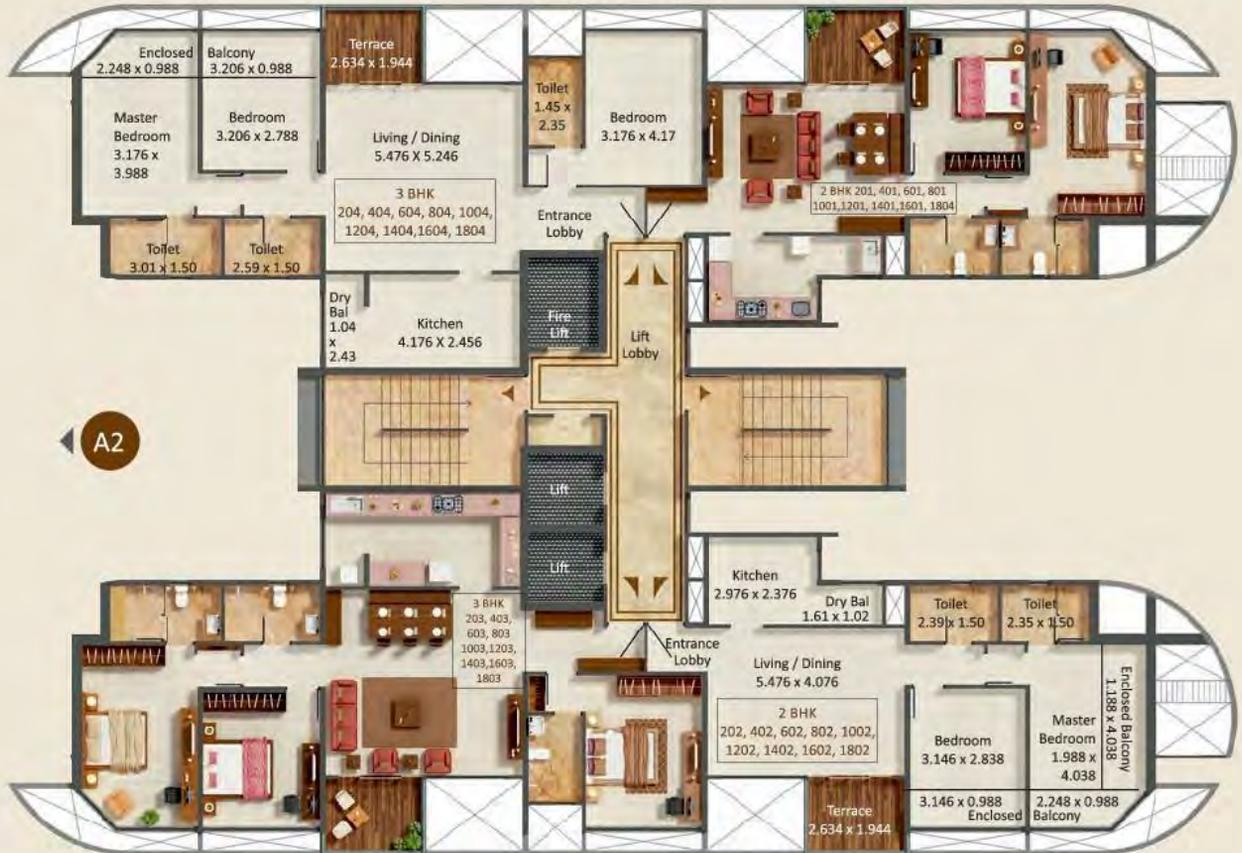 Enclosed Balcony
2.248 x 0.988 3.206 x 0.988
Terrace
2.634 x 1.944
Master
Bedroom
3.176 x
3.988
Bedroom
3.206 x 2.788
Living / Dining
5.476 X 5.246
Toilet
1.45 x
2.35
Bedroom
3.176 x 4.17
3 BHK
204, 404, 604, 804, 1004,
1204, 1404,1604, 1804
2 BHK 201, 401, 601, 801
1001,1201, 1401,1601, 1804
Entrance
Lobby
Toilet
3.01 x 1.50
Toilet
2.59 x 1.50
Dry
Bal
1.04
x
2.43
Kitchen
4.176 X 2.456
Fire
Lift
Lift
Lobby
A2
Lift
Lift
3 BHK
203, 403,
603, 803
1003,1203,
1403,1603,
1803
Kitchen
2.976 x 2.376
Dry Bal
1.61 x 1.02
Toilet
2.39 x 1.50
Toilet
2.35 x 1.50
Entrance
Lobby
Living / Dining
5.476 x 4.076
2 BHK
202, 402, 602, 802, 1002,
1202, 1402, 1602, 1802
Bedroom
3.146 x 2.838
Master
Bedroom
1.988 x
4.038
Enclosed Balcony
1.188 x 4.038
Terrace
2.634 x 1.944
3.146 x 0.988 2.248 x 0.988
Enclosed Balcony